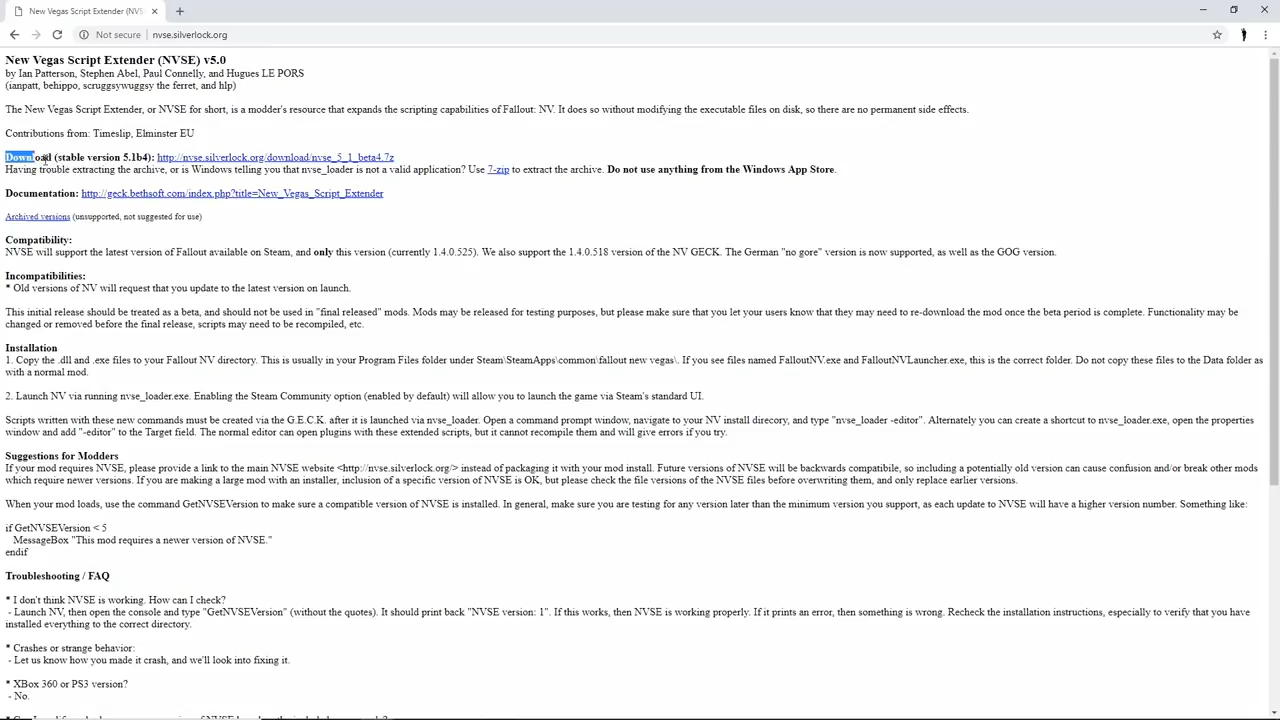 New Vegas Script Extender (NVS
Not secure | nvse.silverlock.org
New Vegas Script Extender (NVSE) v5.0
by Ian Patterson, Stephen Abel, Paul Connelly, and Hugues LE PORS
(ianpatt, behippo, scruggsywuggsy the ferret, and hlp)
The New Vegas Script Extender, or NVSE for short, is a modder's resource that expands the scripting capabilities of Fallout: NV. It does so without modifying the executable files on disk, so there are no permanent side effects.
Contributions from: Timeslip, Elminster EU
Download (stable version 5.1b4): http://nvse.silverlock.org/download/nvse_5_1_beta4.7z
Having trouble extracting the archive, or is Windows telling you that nvse_loader is not a valid application? Use 7-zip to extract the archive. Do not use anything from the Windows App Store.
Documentation: http://geck.bethsoft.com/index.php?title=New_Vegas_Script_Extender
Archived versions (unsupported, not suggested for use)
Compatibility:
NVSE will support the latest version of Fallout available on Steam, and only this version (currently 1.4.0.525). We also support the 1.4.0.518 version of the NV GECK. The German "no gore" version is now supported, as well as the GOG version.
Incompatibilities:
* Old versions of NV will request that you update to the latest version on launch.
This initial release should be treated as a beta, and should not be used in "final released" mods. Mods may be released for testing purposes, but please make sure that you let your users know that they may need to re-download the mod once the beta period is complete. Functionality may be
changed or removed before the final release, scripts may need to be recompiled, etc.
Installation
1. Copy the .dll and .exe files to your Fallout NV directory. This is usually in your Program Files folder under Steam\SteamApps\common\fallout new vegas\. If you see files named FalloutNV.exe and FalloutNVLauncher.exe, this is the correct folder. Do not copy these files to the Data folder as
with a normal mod.
2. Launch NV via running nvse_loader.exe. Enabling the Steam Community option (enabled by default) will allow you to launch the game via Steam's standard UI.
Scripts written with these new commands must be created via the G.E.C.K. after it is launched via nvse_loader. Open a command prompt window, navigate to your NV install direcory, and type "nvse_loader -editor". Alternately you can create a shortcut to nvse_loader.exe, open the properties
window and add "-editor" to the Target field. The normal editor can open plugins with these extended scripts, but it cannot recompile them and will give errors if you try.
Suggestions for Modders
If your mod requires NVSE, please provide a link to the main NVSE website <http://nvse.silverlock.org/> instead of packaging it with your mod install. Future versions of NVSE will be backwards compatibile, so including a potentially old version can cause confusion and/or break other mods
which require newer versions. If you are making a large mod with an installer, inclusion of a specific version of NVSE is OK, but please check the file versions of the NVSE files before overwriting them, and only replace earlier versions.
When your mod loads, use the command GetNVSEVersion to make sure a compatible version of NVSE is installed. In general, make sure you are testing for any version later than the minimum version you support, as each update to NVSE will have a higher version number. Something like:
if GetNVSEVersion < 5
MessageBox "This mod requires a newer version of NVSE."
endif
Troubleshooting / FAQ
* I don't think NVSE is working. How can I check?
- Launch NV, then open the console and type "GetNVSEVersion" (without the quotes). It should print back "NVSE version: 1". If this works, then NVSE is working properly. If it prints an error, then something is wrong. Recheck the installation instructions, especially to verify that you have
installed everything to the correct directory.
* Crashes or strange behavior:
- Let us know how you made it crash, and we'll look into fixing it.
* XBox 360 or PS3 version?
- No.